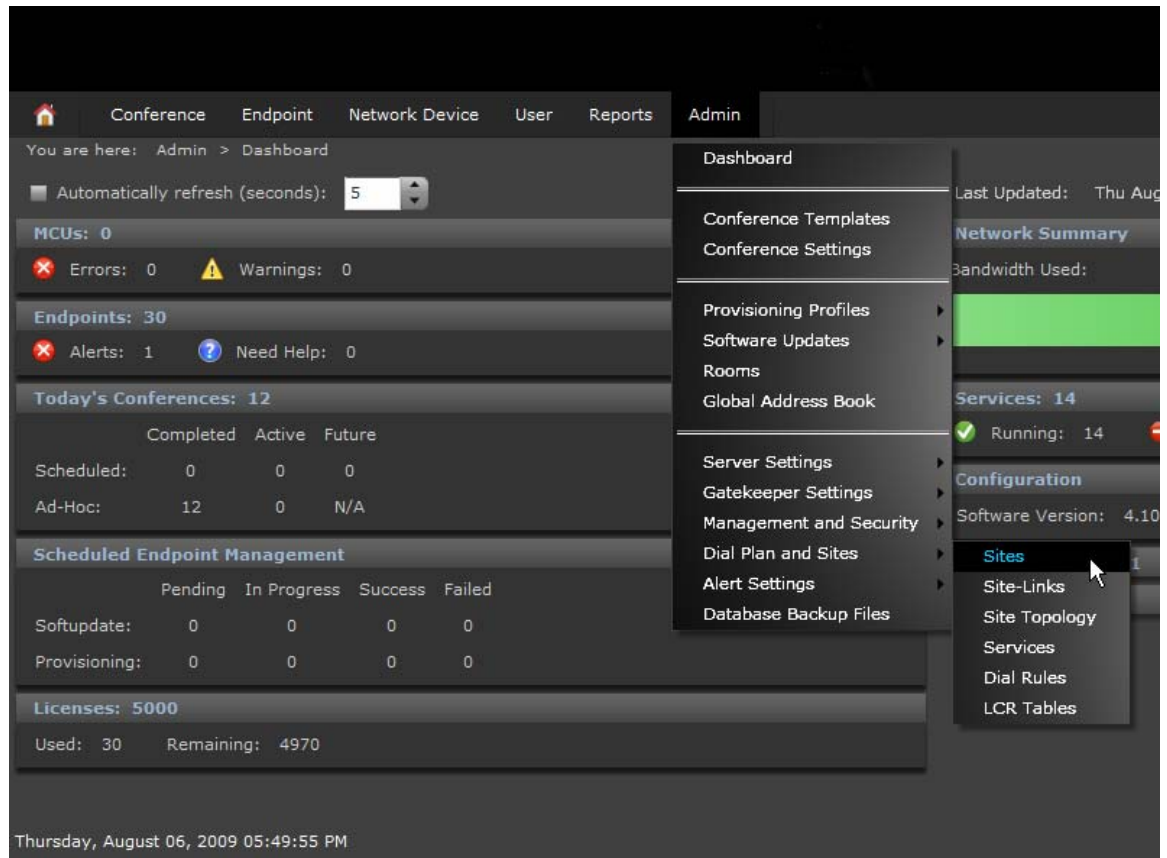 Conference Endpoint Network Device User Reports Admin
You are here: Admin > Dashboard
Automatically refresh (seconds): 5
Last Updated: Thu Aug
MCUs: 0
Errors: 0 Warnings: 0
Endpoints: 30
Alerts: 1 Need Help: 0
Today's Conferences: 12
Completed Active Future
Scheduled: 0 0 0
Ad-Hoc: 12 0 N/A
Scheduled Endpoint Management
Pending In Progress Success Failed
Softupdate: 0 0 0 0
Provisioning: 0 0 0 0
Licenses: 5000
Used: 30 Remaining: 4970
Dashboard
Conference Templates
Conference Settings
Provisioning Profiles
Software Updates
Rooms
Global Address Book
Server Settings
Gatekeeper Settings
Management and Security
Dial Plan and Sites
Alert Settings
Database Backup Files
Sites
Site-Links
Site Topology
Services
Dial Rules
LCR Tables
Network Summary
Bandwidth Used:
Services: 14
Running: 14
Configuration
Software Version: 4.10
1
Thursday, August 06, 2009 05:49:55 PM